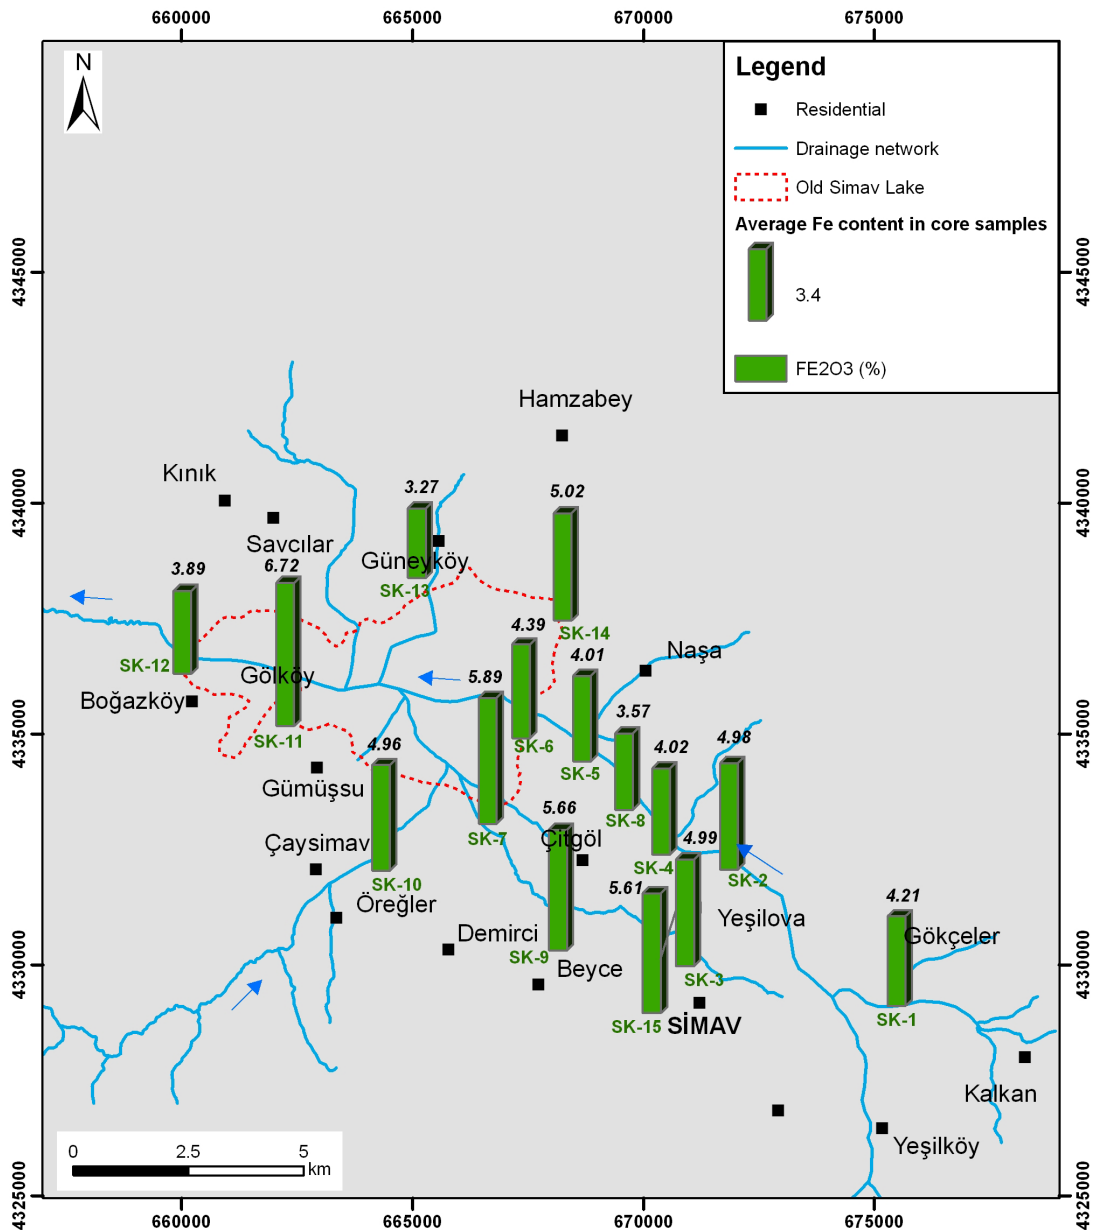 660000 665000 670000 675000
N
Legend
Residential
Drainage network
Old Simav Lake
Average Fe content in core samples
3.4
FE2O3 (%)
4345000 4345000
Hamzabey
Kınık
3.27
5.02
4340000 4340000
Savcılar
Güneyköy
3.89
6.72
SK-13
SK-14
4.39
4.01
Naşa
SK-12
Gölköy
5.89
Boğazköy
3.57
SK-11
4.96
SK-6
4.02
4.98
4335000 4335000
SK-5
Gümüşsu
5.66
SK-8
Çaysimav
SK-7
Çitgöl
4.99
SK-4
SK-2
SK-10
5.61
4.21
Öreğler
Yeşilova
Demirci
Gökçeler
SK-9
Beyce
4330000 4330000
SK-3
SK-15
SİMAV
SK-1
Kalkan
Yeşilköy
0 2.5 5
km
4325000 4325000
660000 665000 670000 675000